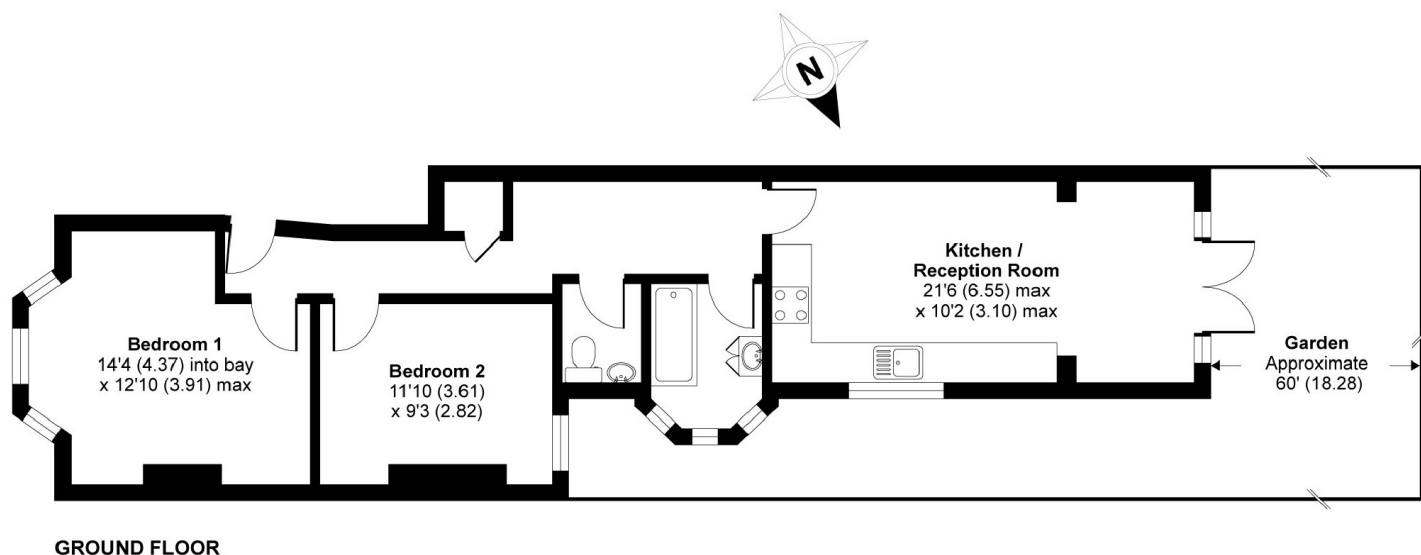 N
Kitchen /
Reception Room
21'6 (6.55) max
x 10'2 (3.10) max
Bedroom 1
14'4 (4.37) into bay
x 12'10 (3.91) max
Bedroom 2
11'10 (3.61)
x 9'3 (2.82)
Garden
Approximate
60' (18.28)
GROUND FLOOR